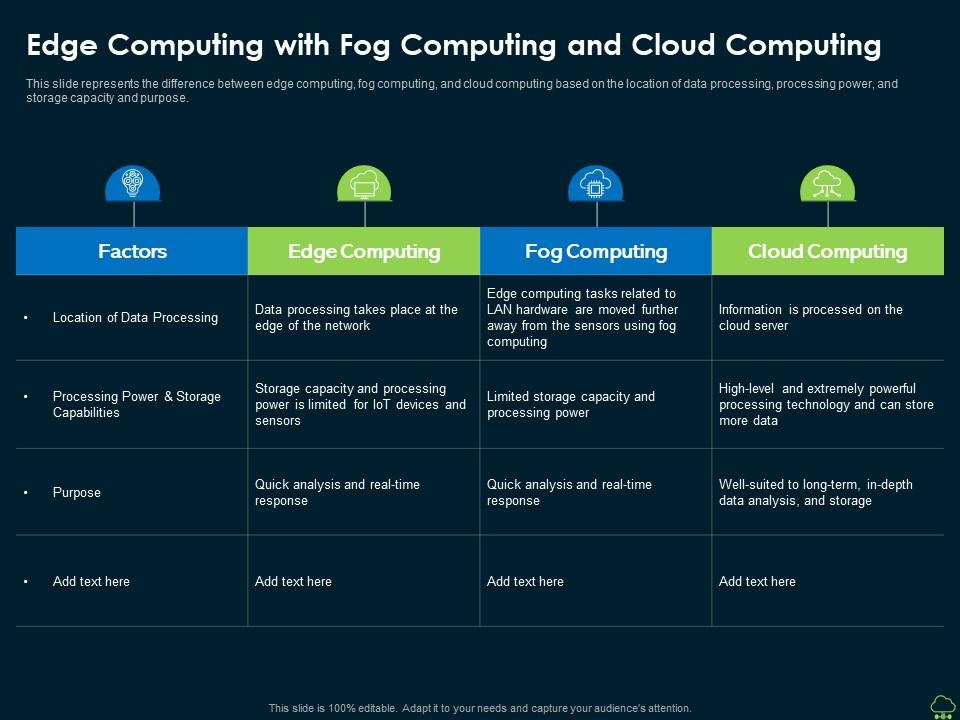 Edge Computing with Fog Computing and Cloud Computing
This slide represents the difference between edge computing, fog computing, and cloud computing based on the location of data processing, processing power, and
storage capacity and purpose.
Factors
Edge Computing
Fog Computing
Cloud Computing
• Location of Data Processing
Data processing takes place at the
edge of the network
Edge computing tasks related to
LAN hardware are moved further
away from the sensors using fog
computing
Information is processed on the
cloud server
• Processing Power & Storage
Capabilities
Storage capacity and processing
power is limited for IoT devices and
sensors
Limited storage capacity and
processing power
High-level and extremely powerful
processing technology and can store
more data
• Purpose
Quick analysis and real-time
response
Quick analysis and real-time
response
Well-suited to long-term, in-depth
data analysis, and storage
• Add text here
Add text here
Add text here
Add text here
This slide is 100% editable. Adapt it to your needs and capture your audience's attention.